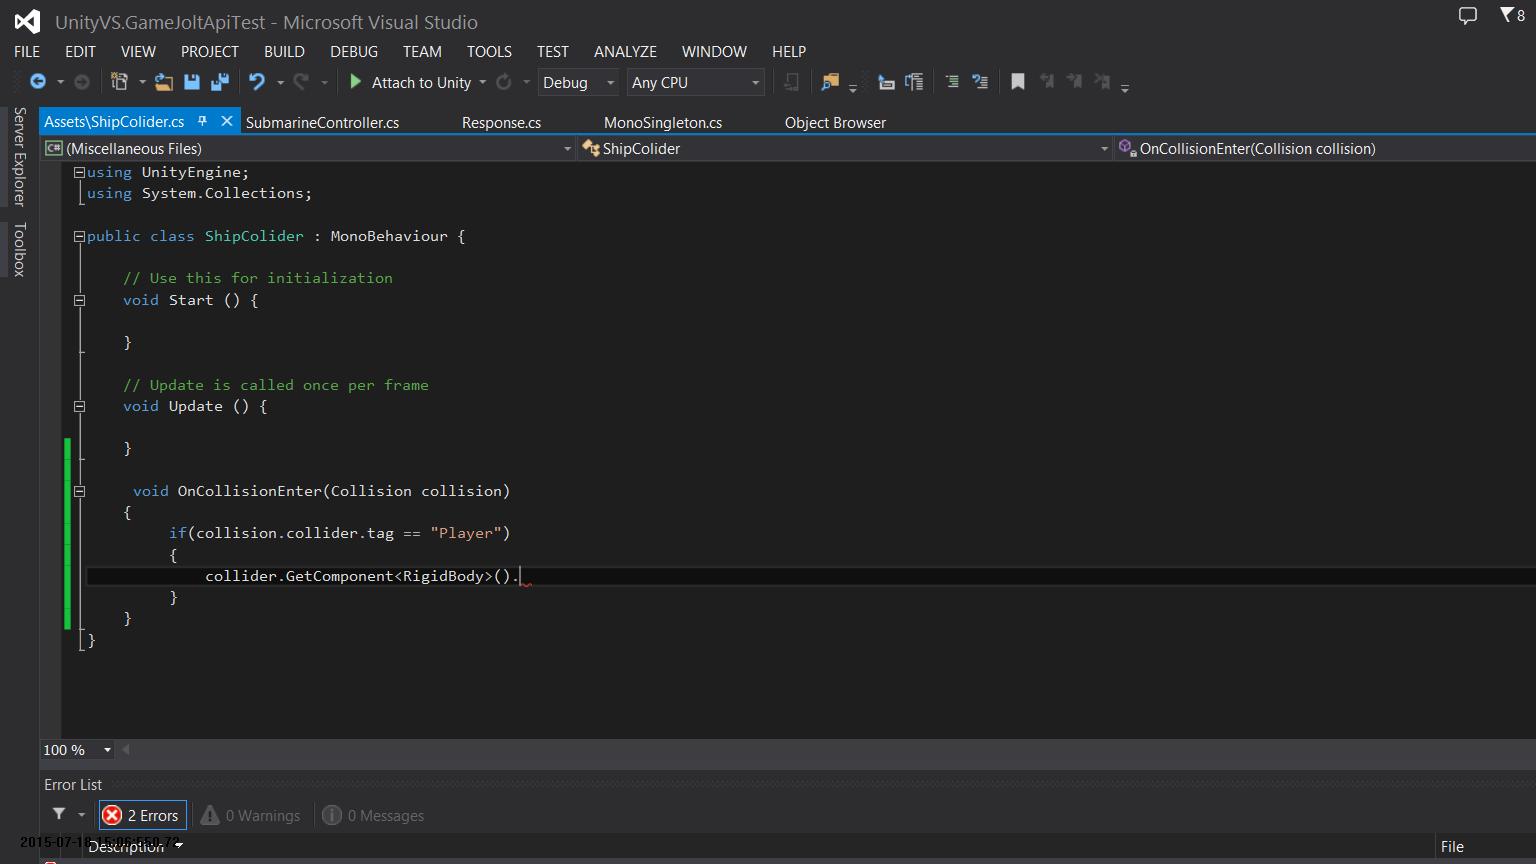 UnityVS.GameJoltApiTest - Microsoft Visual Studio
8
FILE EDIT VIEW PROJECT BUILD DEBUG TEAM TOOLS TEST ANALYZE WINDOW HELP
Attach to Unity Debug Any CPU
Server Explorer
Toolbox
Assets\ShipColider.cs SubmarineController.cs Response.cs MonoSingleton.cs Object Browser
C# (Miscellaneous Files) ShipColider OnCollisionEnter(Collision collision)
using UnityEngine;
using System.Collections;
public class ShipColider : MonoBehaviour {
// Use this for initialization
void Start () {
}
// Update is called once per frame
void Update () {
}
void OnCollisionEnter(Collision collision)
{
if(collision.collider.tag == "Player")
{
collider.GetComponent<RigidBody>().
}
}
}
100 %
Error List
2 Errors 0 Warnings 0 Messages
Description File